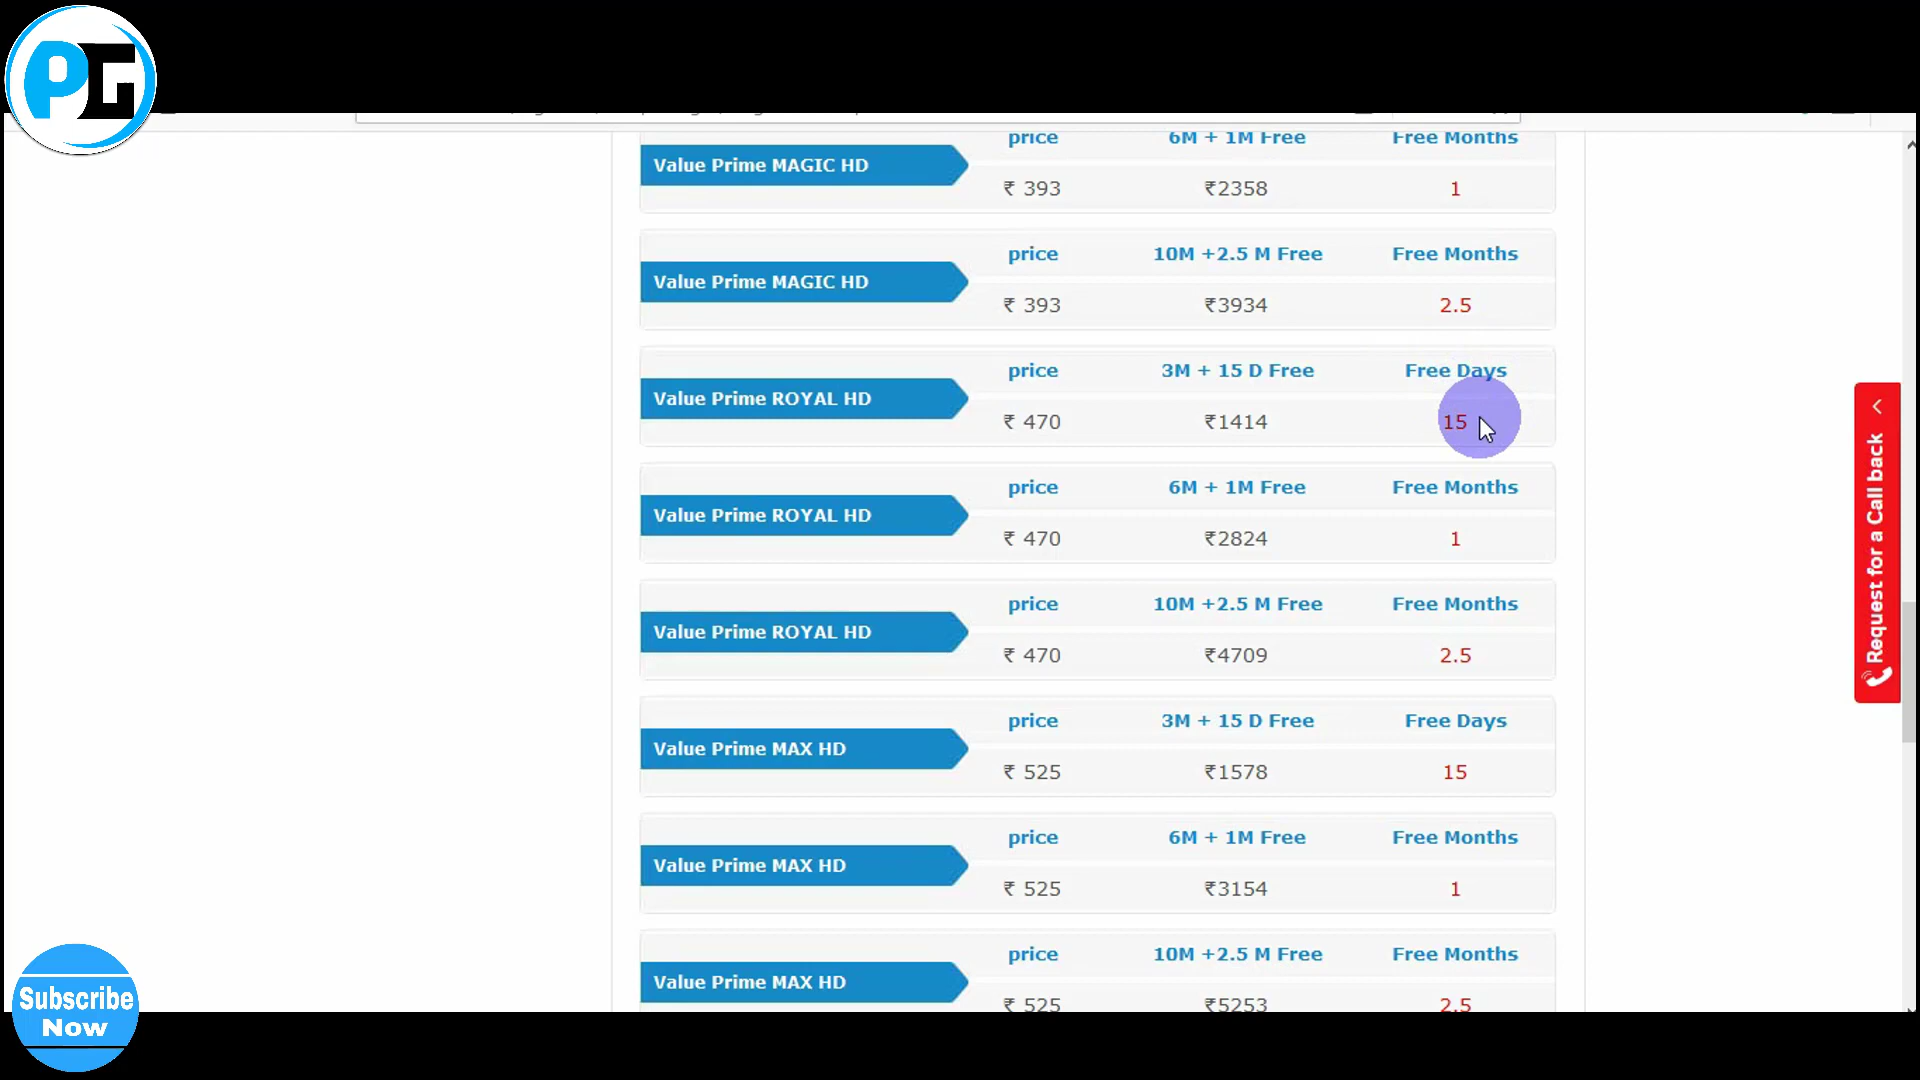 PG
price 6M + 1M Free Free Months
Value Prime MAGIC HD
₹ 393 ₹2358 1
price 10M +2.5 M Free Free Months
Value Prime MAGIC HD
₹ 393 ₹3934 2.5
price 3M + 15 D Free Free Days
Value Prime ROYAL HD
₹ 470 ₹1414 15
price 6M + 1M Free Free Months
Value Prime ROYAL HD
₹ 470 ₹2824 1
price 10M +2.5 M Free Free Months
Value Prime ROYAL HD
₹ 470 ₹4709 2.5
price 3M + 15 D Free Free Days
Value Prime MAX HD
₹ 525 ₹1578 15
price 6M + 1M Free Free Months
Value Prime MAX HD
₹ 525 ₹3154 1
price 10M +2.5 M Free Free Months
Value Prime MAX HD
₹ 525 ₹5253 2.5
Request for a Call back
Subscribe
Now